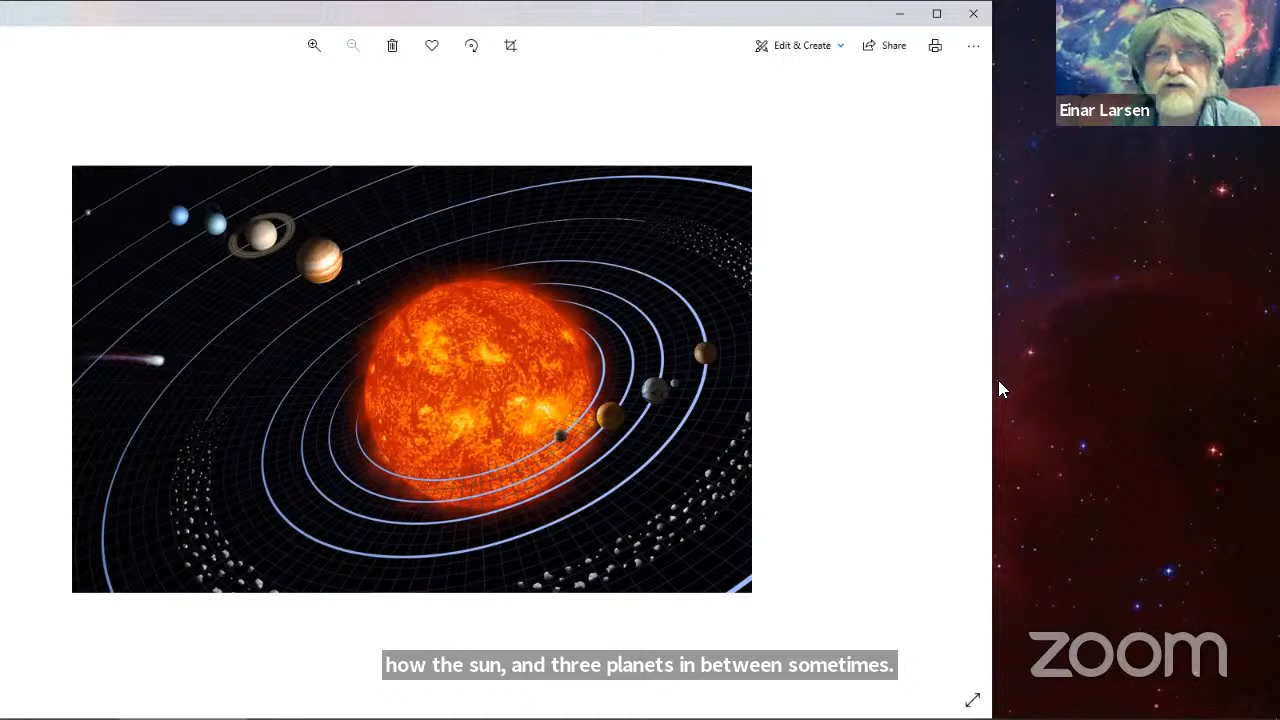 Edit & Create
Share
Einar Larsen
how the sun, and three planets in between sometimes.
zoom